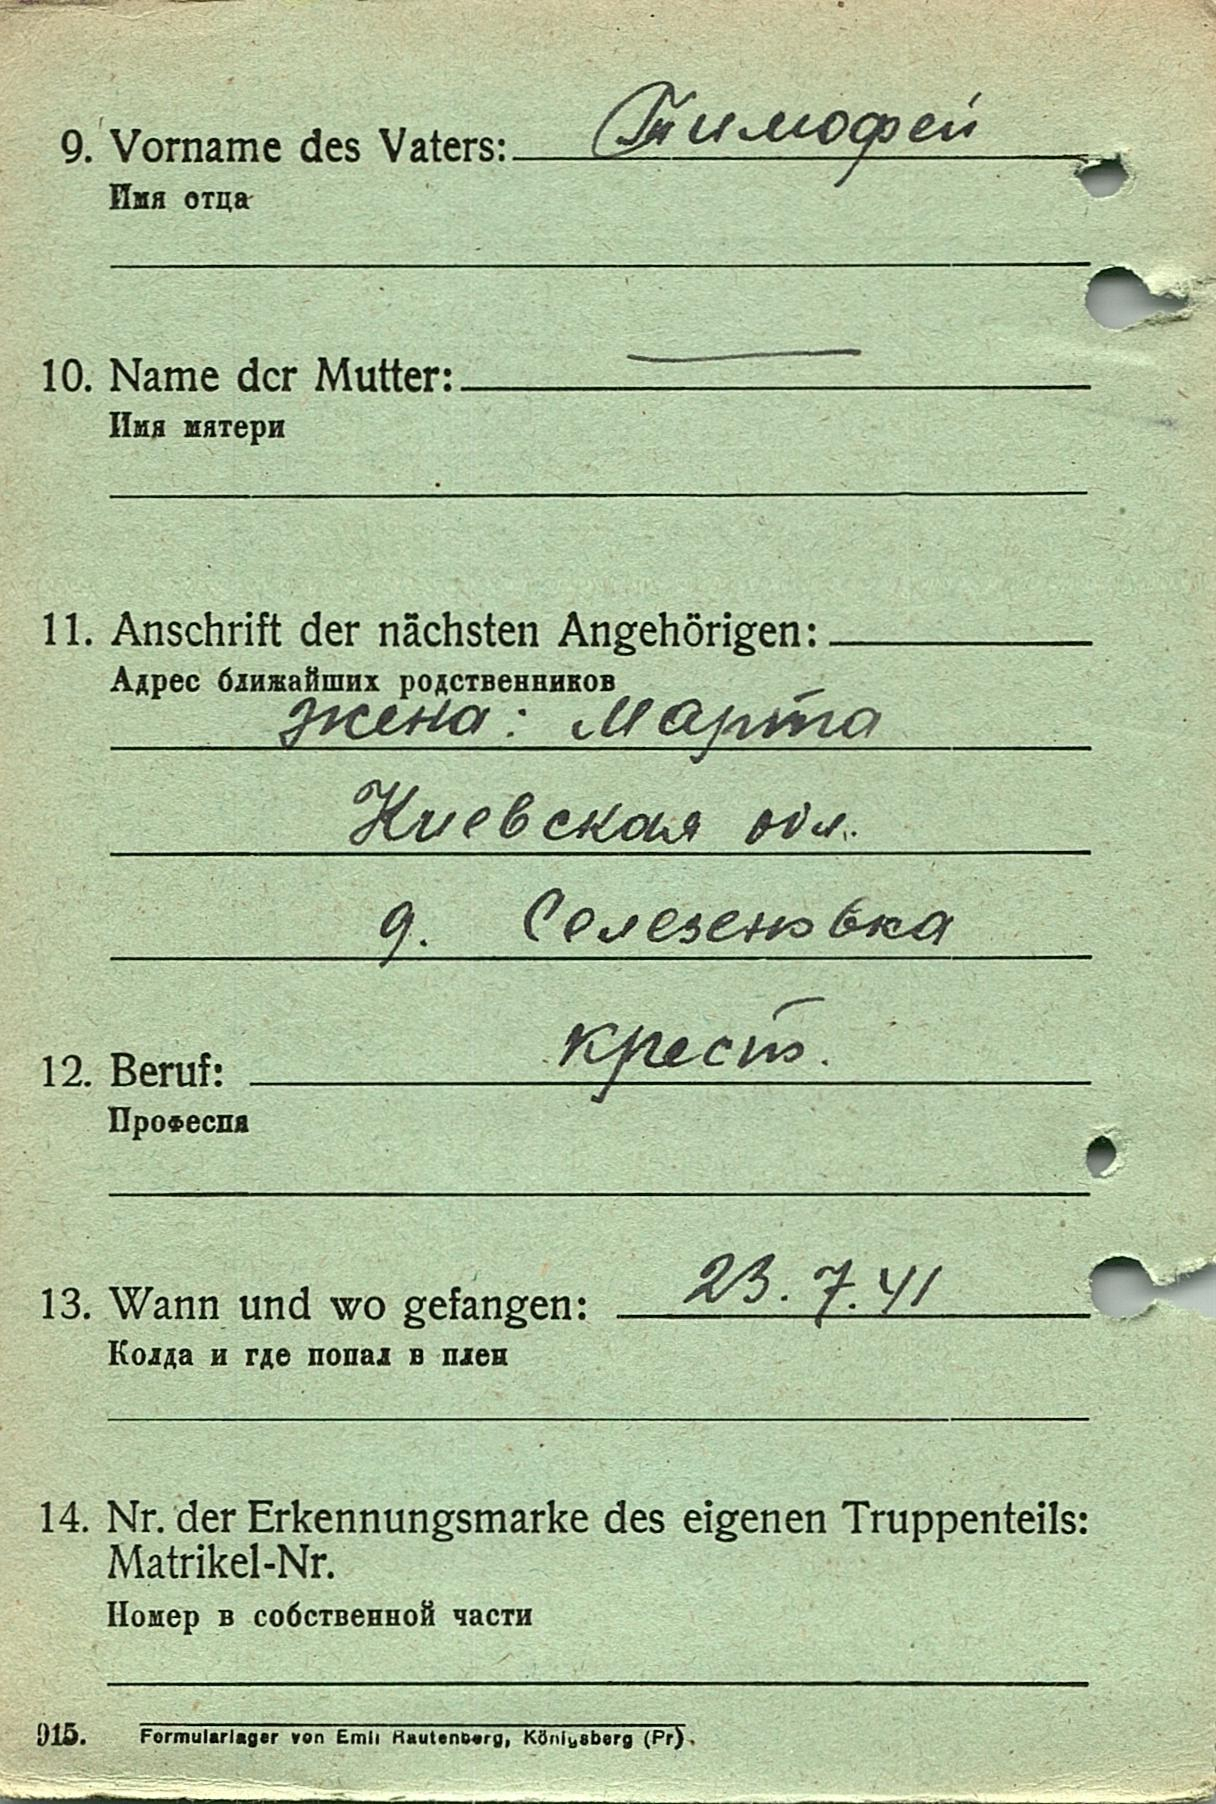 9. Vorname des Vaters: Тимофей
Имя отца
10. Name der Mutter: —
Имя мятери
11. Anschrift der nächsten Angehörigen:
Адрес ближайших родственников
жена: Марта
Киевская обл.
д. Селезеновка
12. Beruf: крест.
Професпя
13. Wann und wo gefangen: 23.7.41
Колда и где попал в плен
14. Nr. der Erkennungsmarke des eigenen Truppenteils:
Matrikel-Nr.
Номер в собственной части
915. Formularlager von Emil Rautenberg, Königsberg (Pr).